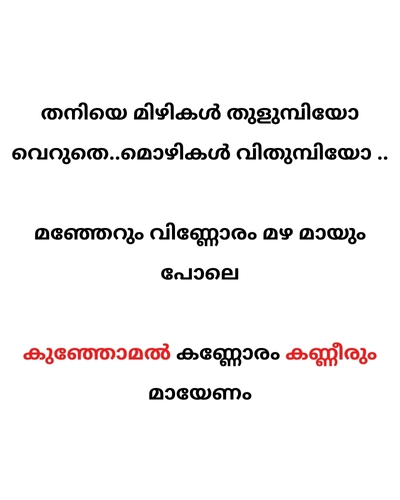 തനിയെ മിഴികൾ തുളുമ്പിയോ
വെറുതെ..മൊഴികൾ വിതുമ്പിയോ ..
മഞ്ഞേറും വിണ്ണോരം മഴ മായും
പോലെ
കുഞ്ഞോമൽ കണ്ണോരം കണ്ണീരും
മായേണം